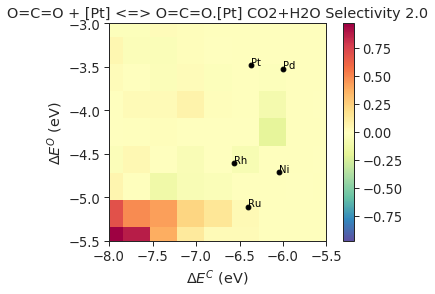 O=C=O + [Pt] <=> O=C=O.[Pt] CO2+H2O Selectivity 2.0
−3.0
−3.5
−4.0
−4.5
−5.0
−5.5
ΔE^O (eV)
Pt
Pd
Rh
Ni
Ru
−8.0 −7.5 −7.0 −6.5 −6.0 −5.5
ΔE^C (eV)
0.75
0.50
0.25
0.00
−0.25
−0.50
−0.75